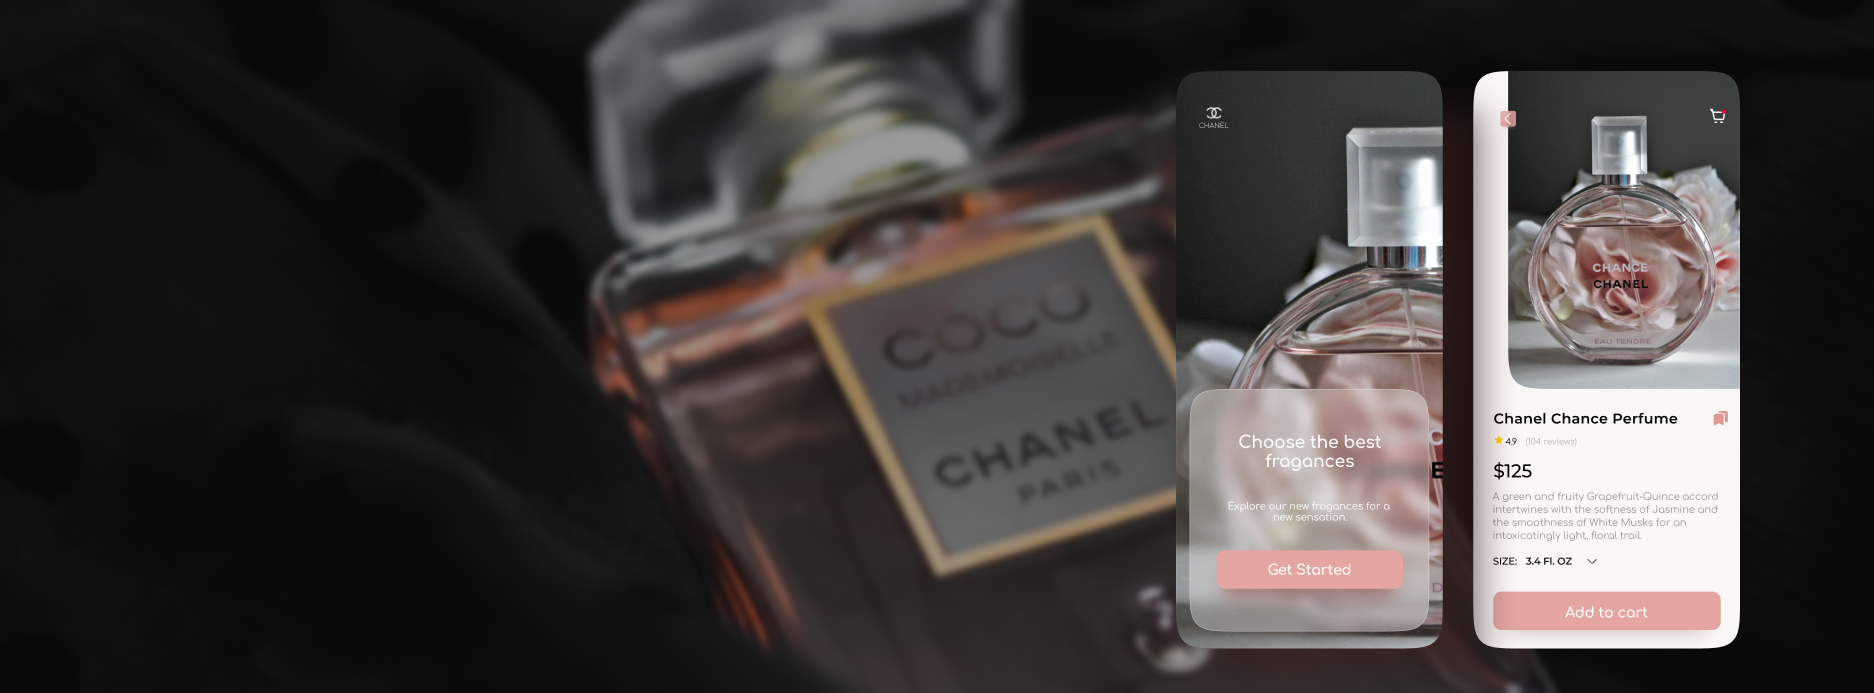 COCO
MADEMOISELLE
CHANEL
PARIS
CHANEL
Choose the best
fragances
Explore our new fragances for a
new sensation.
Get Started
CHANCE
CHANEL
EAU TENDRE
Chanel Chance Perfume
4.9 (104 reviews)
$125
A green and fruity Grapefruit-Quince accord
intertwines with the softness of Jasmine and
the smoothness of White Musks for an
intoxicatingly light, floral trail.
SIZE: 3.4 Fl. OZ
Add to cart